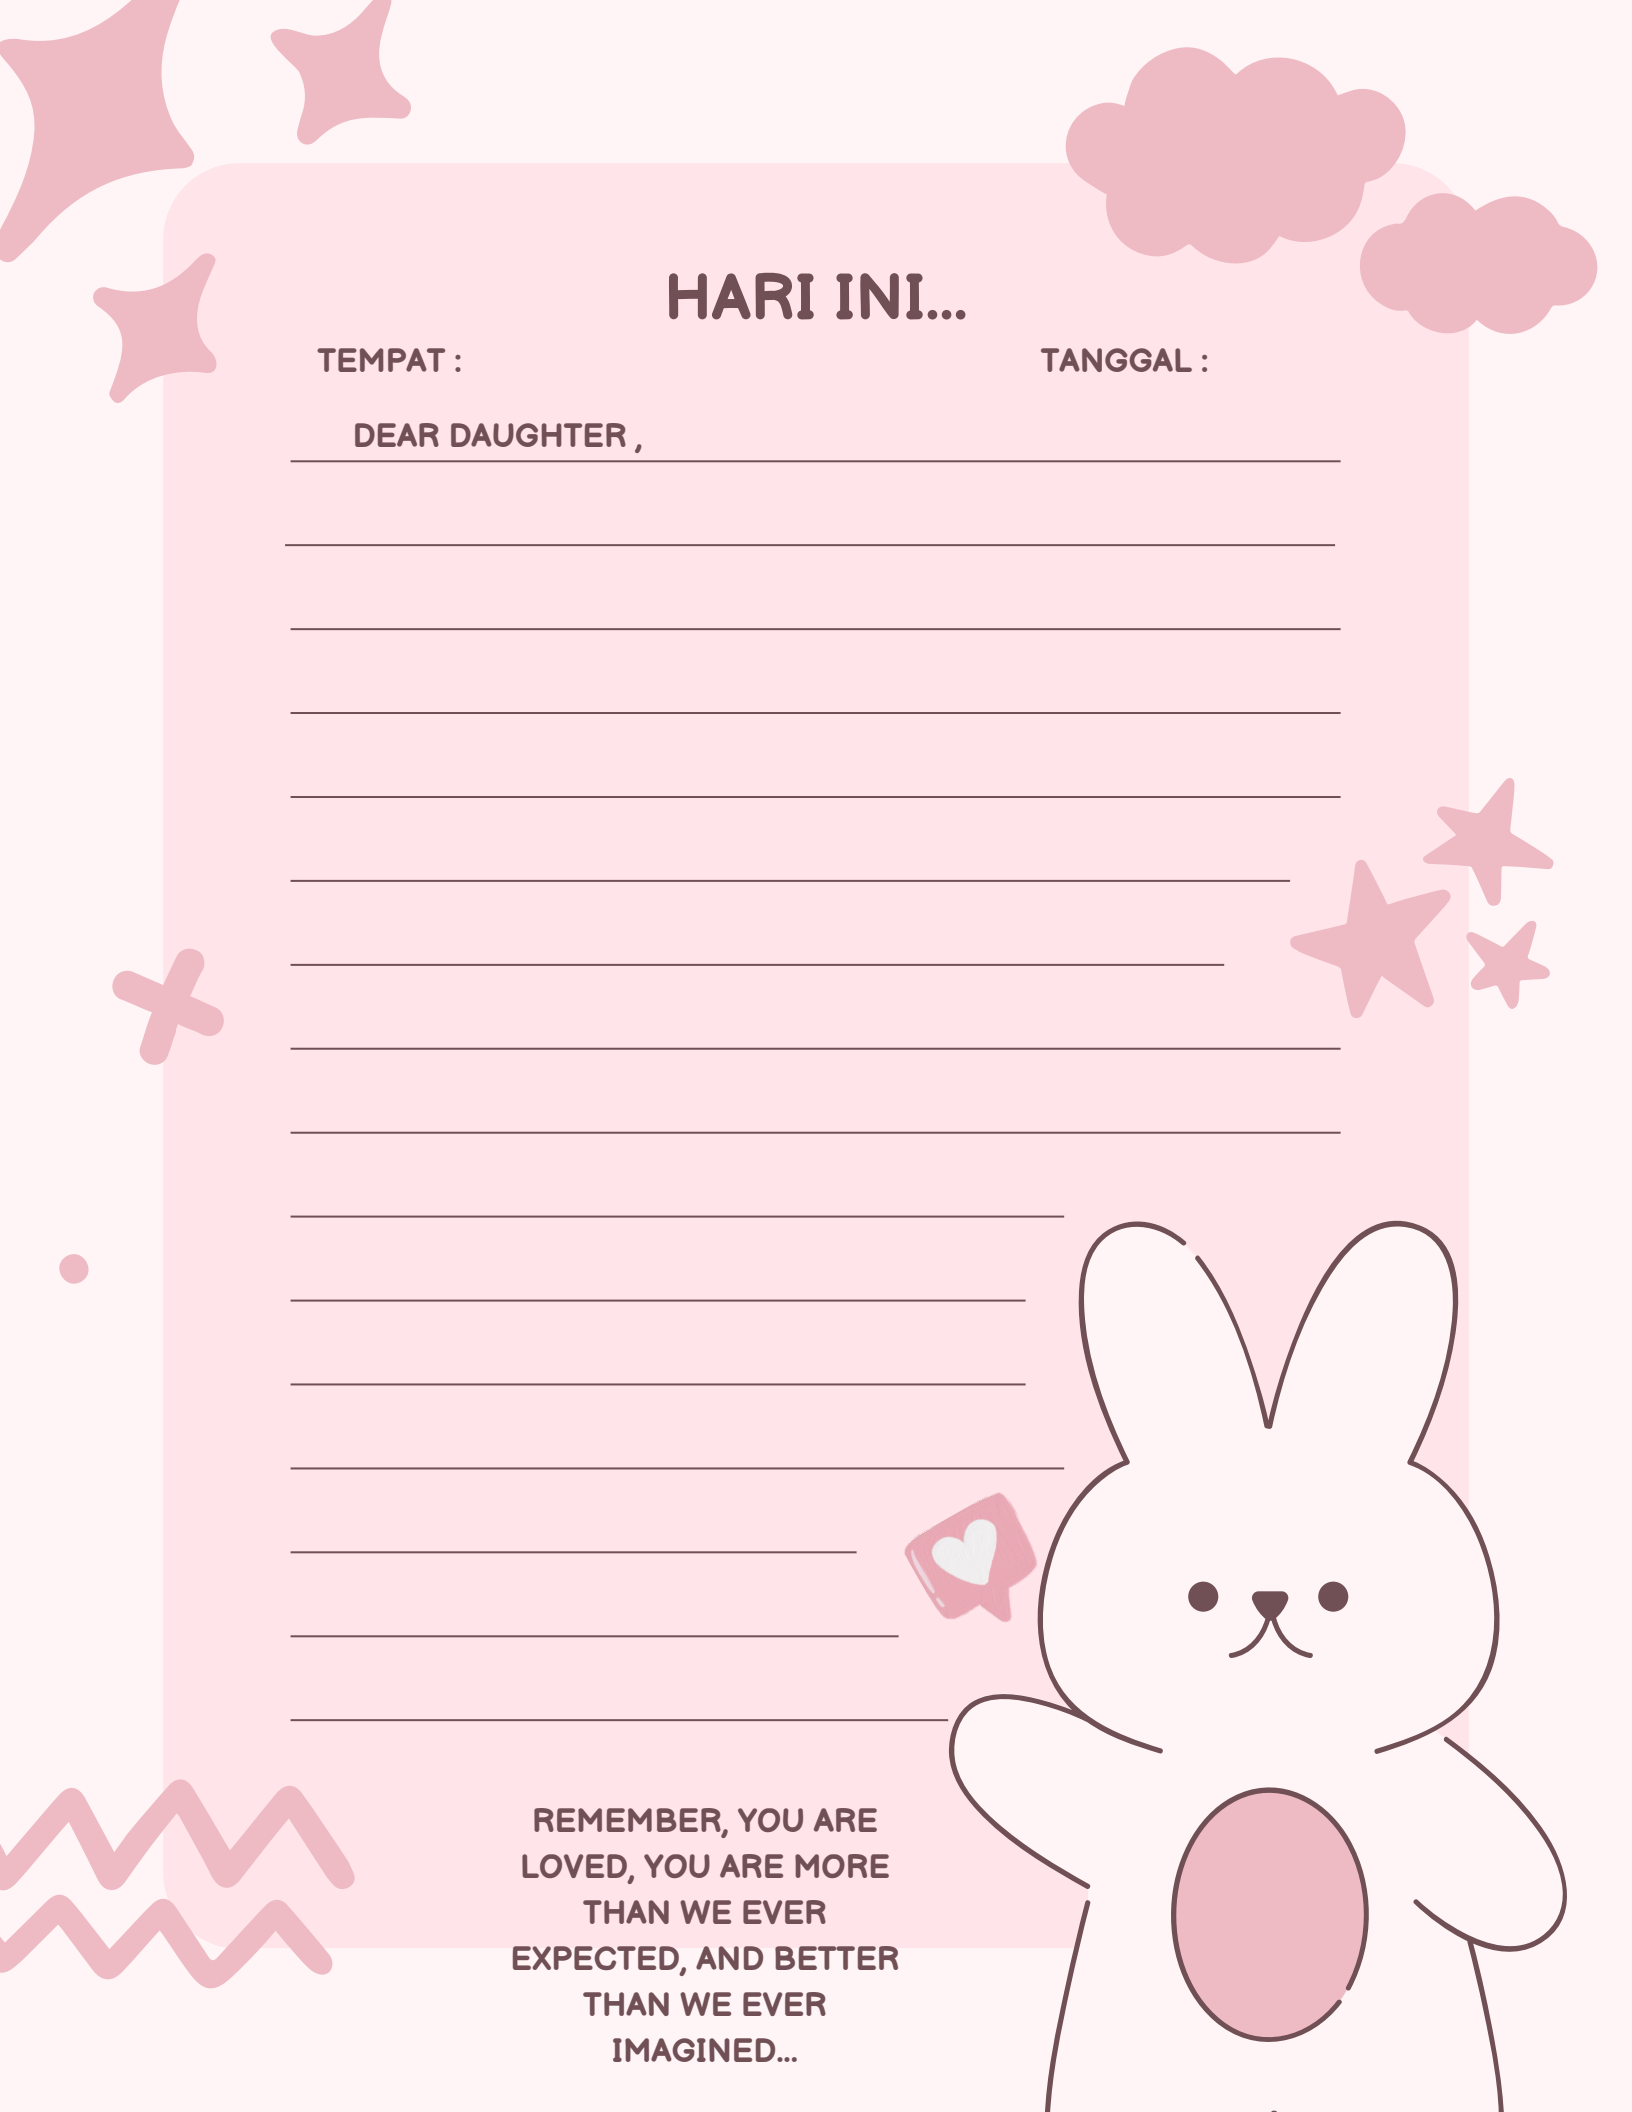 HARI INI...
TEMPAT :
TANGGAL :
DEAR DAUGHTER ,
REMEMBER, YOU ARE
LOVED, YOU ARE MORE
THAN WE EVER
EXPECTED, AND BETTER
THAN WE EVER
IMAGINED...